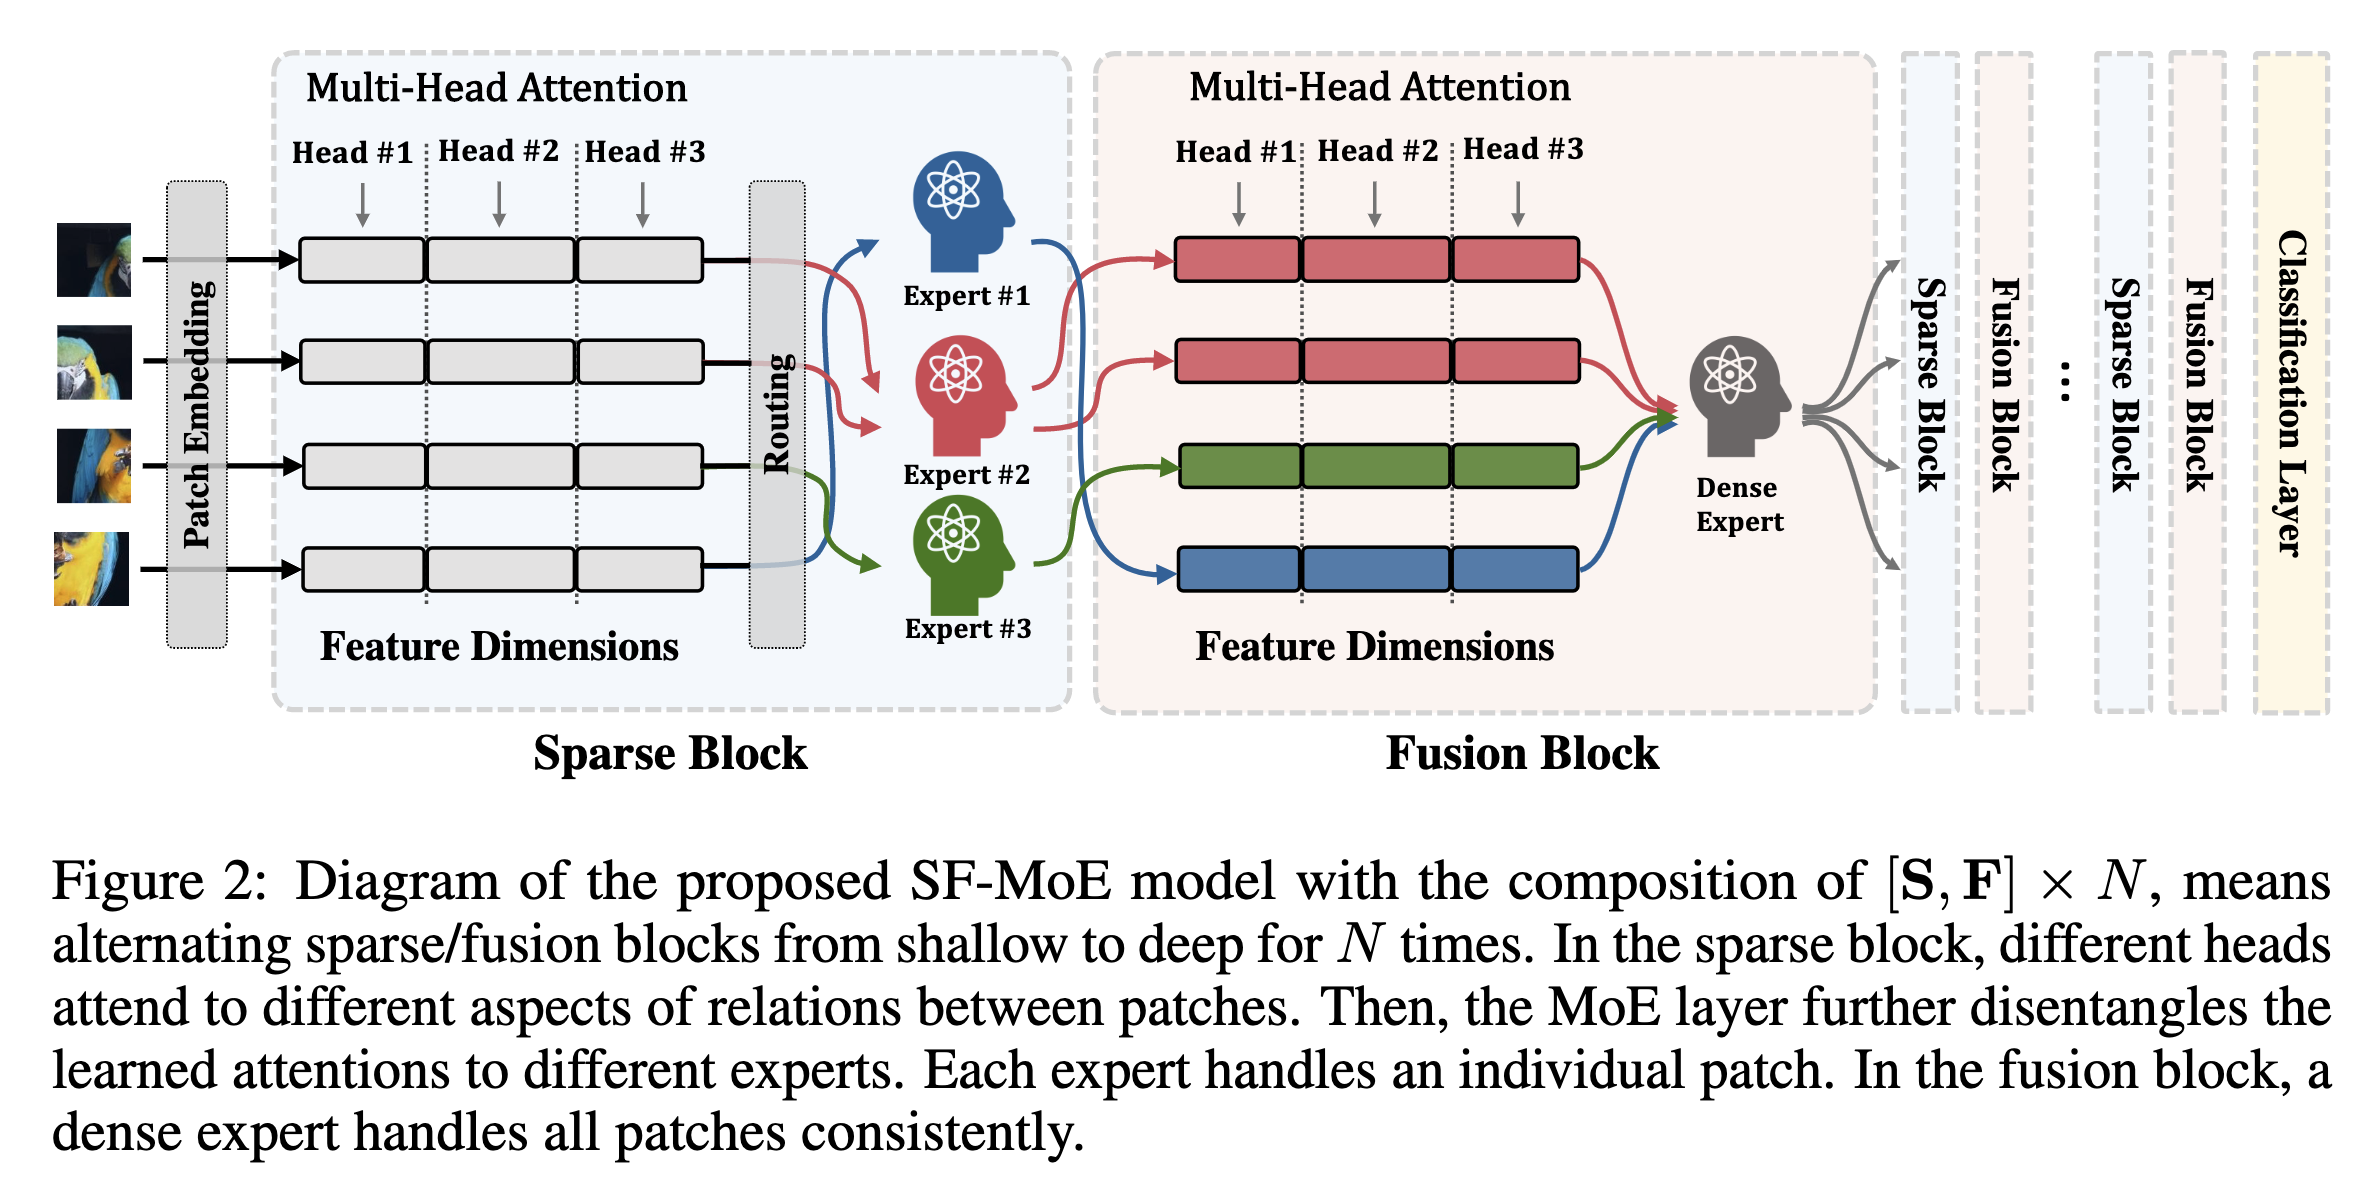 Multi-Head Attention
Head #1
Head #2
Head #3
Patch Embedding
Routing
Expert #1
Expert #2
Expert #3
Feature Dimensions
Sparse Block
Multi-Head Attention
Head #1
Head #2
Head #3
Dense
Expert
Feature Dimensions
Fusion Block
Sparse Block
Fusion Block
...
Sparse Block
Fusion Block
Classification Layer
Figure 2: Diagram of the proposed SF-MoE model with the composition of [S, F] × N, means
alternating sparse/fusion blocks from shallow to deep for N times. In the sparse block, different heads
attend to different aspects of relations between patches. Then, the MoE layer further disentangles the
learned attentions to different experts. Each expert handles an individual patch. In the fusion block, a
dense expert handles all patches consistently.